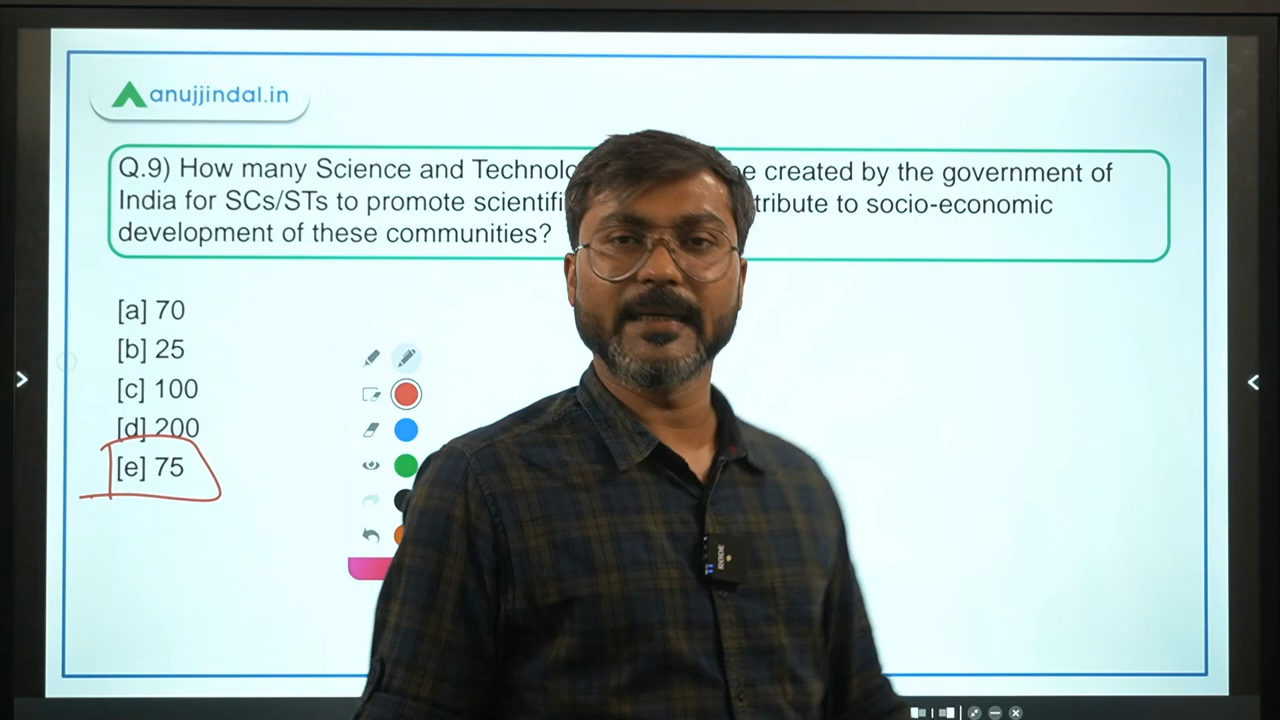 anujjindal.in
Q.9) How many Science and Technolo e created by the government of
India for SCs/STs to promote scientifi tribute to socio-economic
development of these communities?
[a] 70
[b] 25
[c] 100
[d] 200
[e] 75
RODE